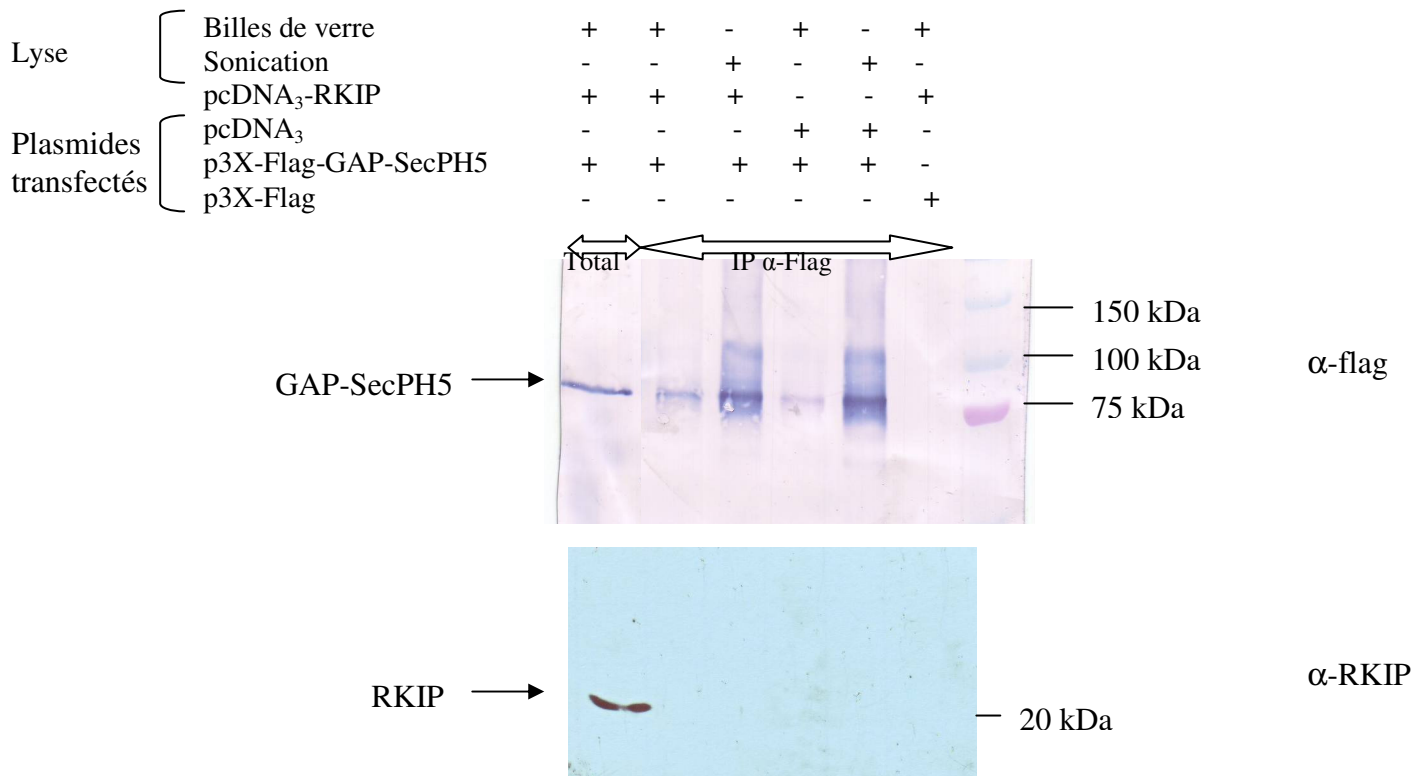 Lyse
Billes de verre + + - + - +
Sonication - - + - + -
pcDNA₃-RKIP + + + - - +
Plasmides transfectés
pcDNA₃ - - - + + -
p3X-Flag-GAP-SecPH5 + + + + + -
p3X-Flag - - - - - +
Total IP α-Flag
150 kDa
GAP-SecPH5 100 kDa α-flag
75 kDa
RKIP α-RKIP
20 kDa